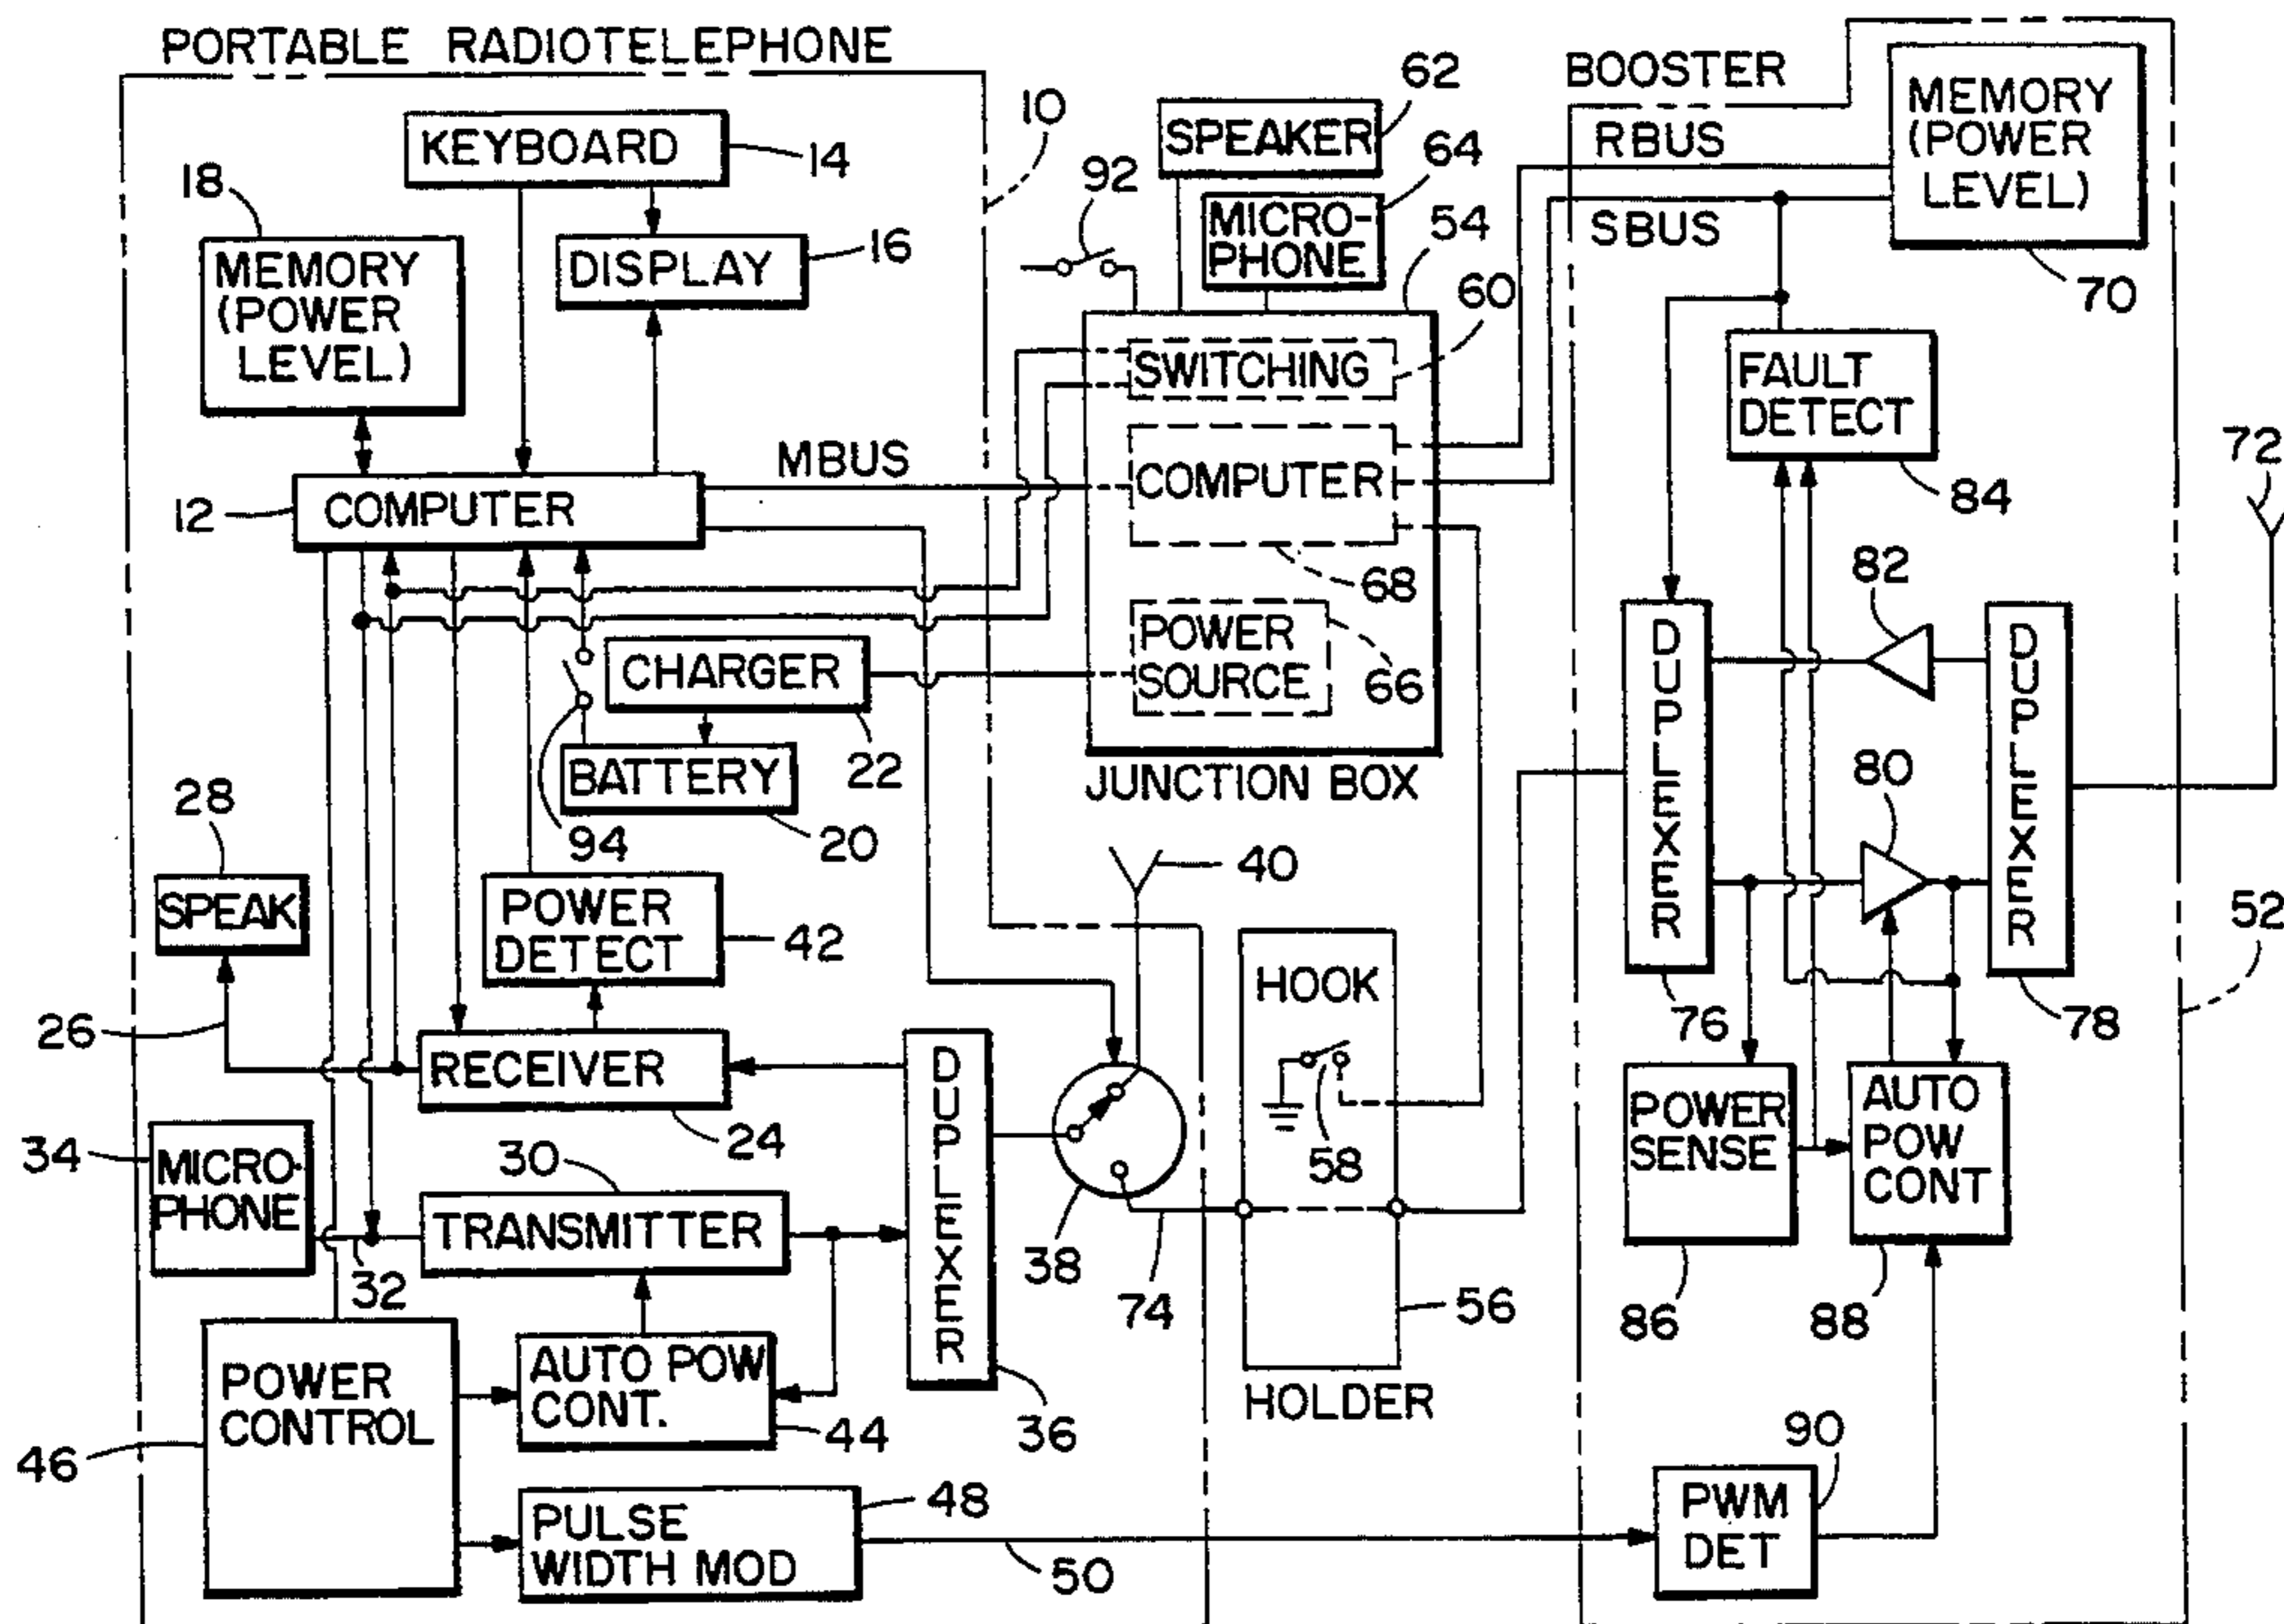 PORTABLE RADIOTELEPHONE
10
KEYBOARD
14
18
MEMORY
(POWER
LEVEL)
DISPLAY
16
12
COMPUTER
MBUS
CHARGER
22
94
BATTERY
20
28
SPEAK
26
POWER
DETECT
42
RECEIVER
24
34
MICRO-
PHONE
32
30
TRANSMITTER
DUPLEXER
36
AUTO POW
CONT.
44
46
POWER
CONTROL
PULSE
WIDTH MOD
48
50
40
38
74
92
SPEAKER
62
MICRO-
PHONE
64
54
60
SWITCHING
COMPUTER
68
POWER
SOURCE
66
JUNCTION BOX
HOOK
58
56
HOLDER
BOOSTER
RBUS
SBUS
MEMORY
(POWER
LEVEL)
70
FAULT
DETECT
84
72
82
DUPLEXER
76
80
DUPLEXER
78
52
POWER
SENSE
86
AUTO
POW
CONT
88
90
PWM
DET